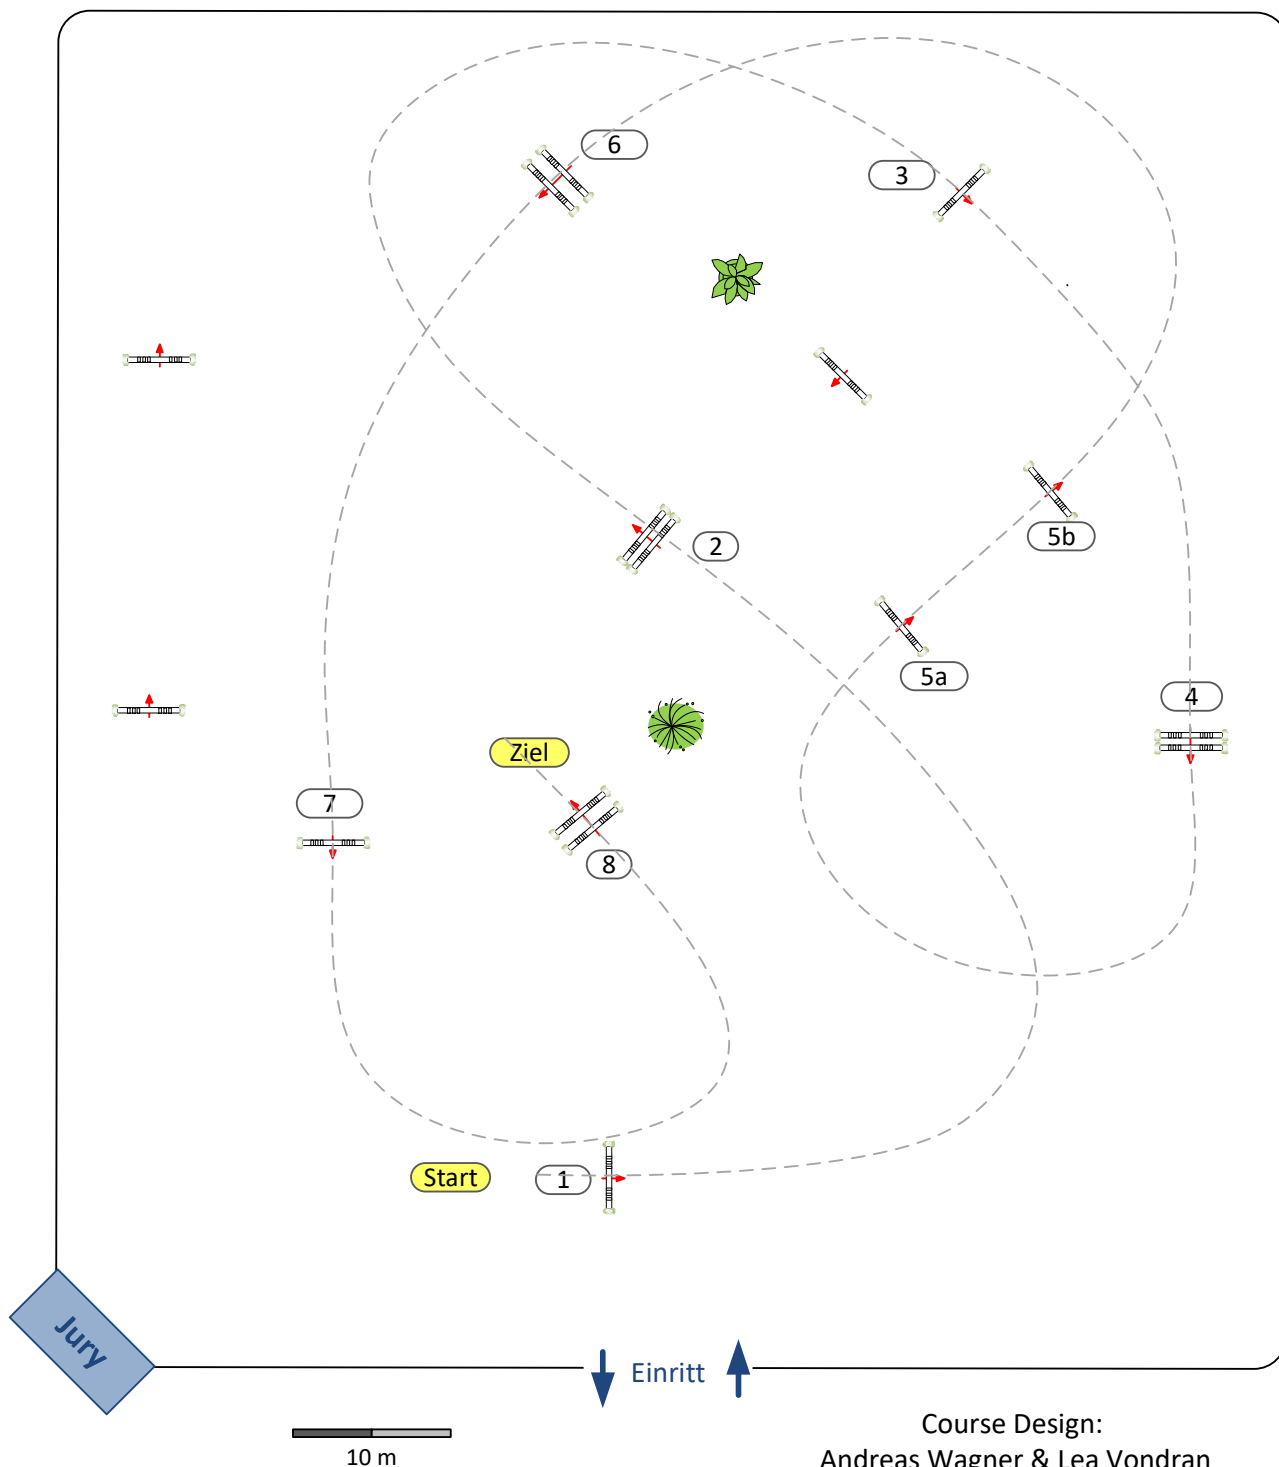 6
3
2
5b
5a
4
Ziel
7
8
Start
1
Jury
Einritt
10 m
Course Design:
Andreas Wagner & Lea Vondran